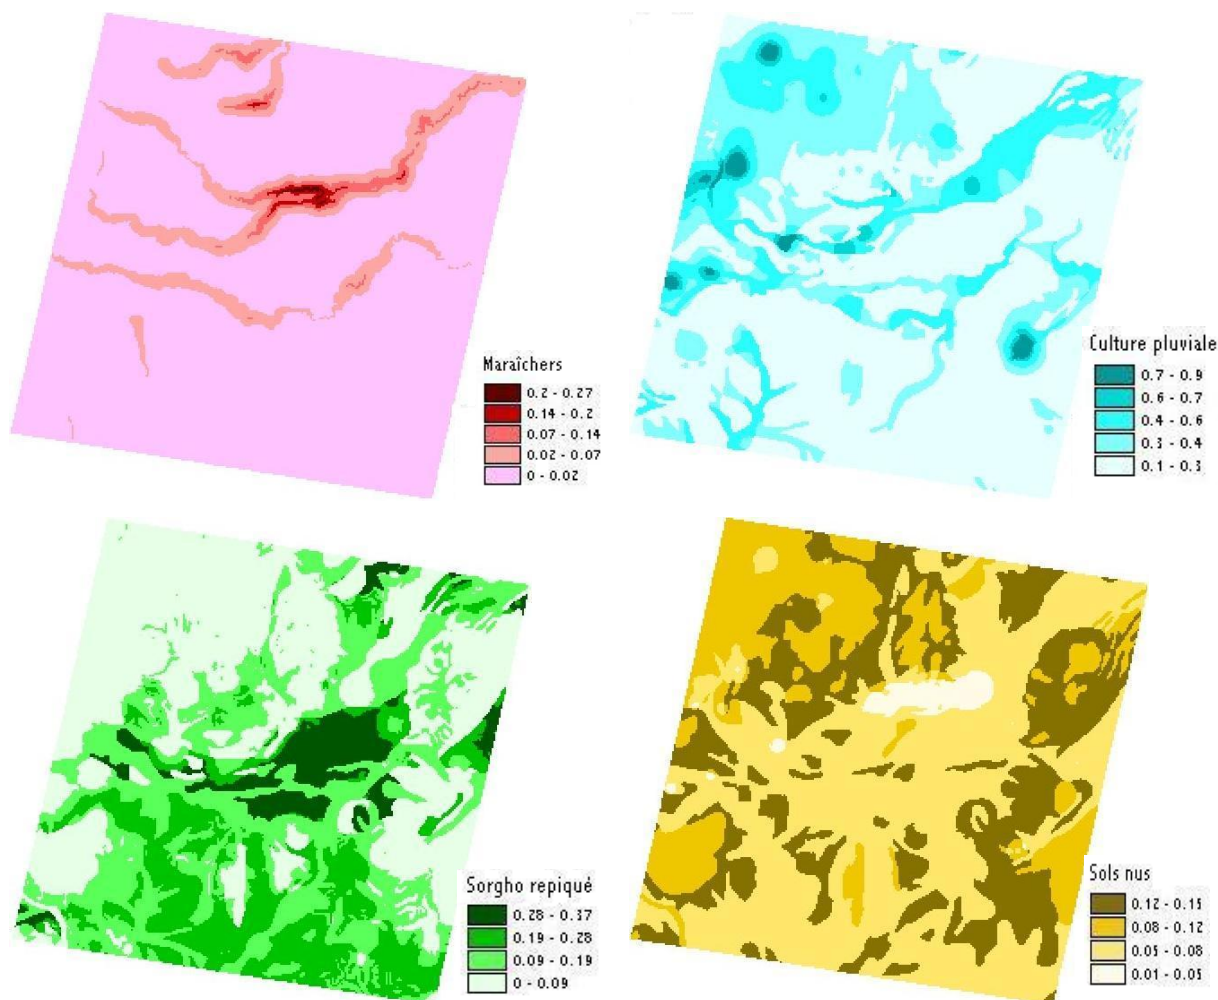 Maraîchers
0.2 - 0.27
0.14 - 0.2
0.07 - 0.14
0.02 - 0.07
0 - 0.02
Culture pluviale
0.7 - 0.9
0.6 - 0.7
0.4 - 0.6
0.3 - 0.4
0.1 - 0.3
Sorgho repiqué
0.28 - 0.37
0.19 - 0.28
0.09 - 0.19
0 - 0.09
Sols nus
0.12 - 0.15
0.08 - 0.12
0.05 - 0.08
0.01 - 0.05